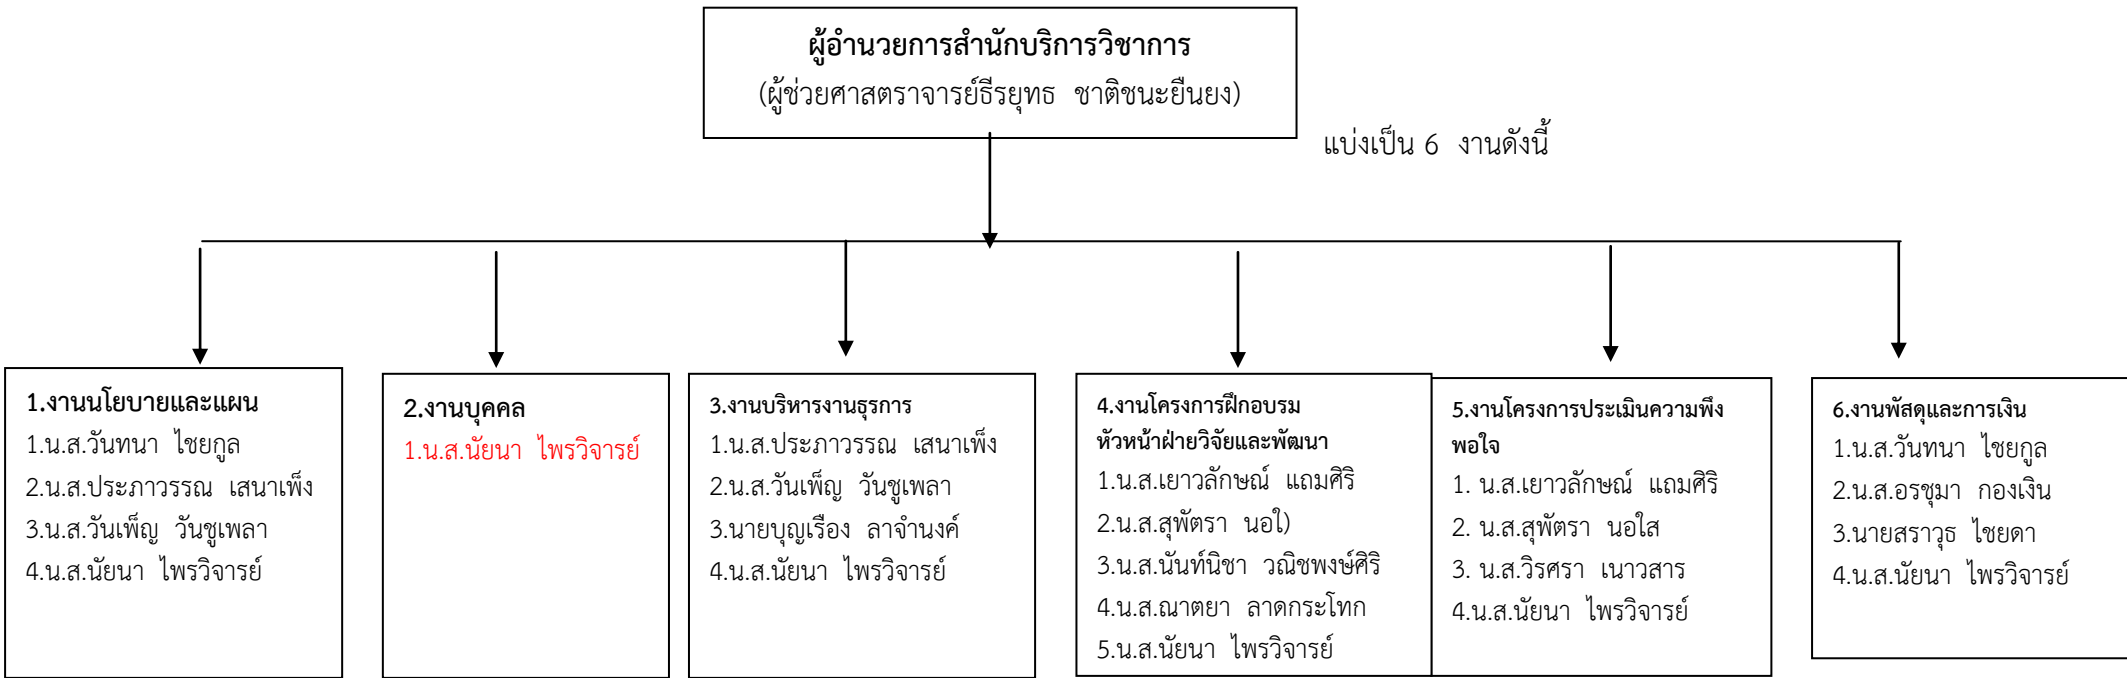 ผู้อำนวยการสำนักบริการวิชาการ
(ผู้ช่วยศาสตราจารย์ธีรยุทธ ชาติชนะยืนยง)
แบ่งเป็น 6 งานดังนี้
1.งานนโยบายและแผน
1.น.ส.วันทนา ไชยกูล
2.น.ส.ประภาวรรณ เสนาเพ็ง
3.น.ส.วันเพ็ญ วันชูเพลา
4.น.ส.นัยนา ไพรวิจารย์
2.งานบุคคล
1.น.ส.นัยนา ไพรวิจารย์
3.งานบริหารงานธุรการ
1.น.ส.ประภาวรรณ เสนาเพ็ง
2.น.ส.วันเพ็ญ วันชูเพลา
3.นายบุญเรือง ลาจำนงค์
4.น.ส.นัยนา ไพรวิจารย์
4.งานโครงการฝึกอบรม
หัวหน้าฝ่ายวิจัยและพัฒนา
1.น.ส.เยาวลักษณ์ แถมศิริ
2.น.ส.สุพัตรา นอใ)
3.น.ส.นันท์นิชา วณิชพงษ์ศิริ
4.น.ส.ณาตยา ลาดกระโทก
5.น.ส.นัยนา ไพรวิจารย์
5.งานโครงการประเมินความพึง
พอใจ
1. น.ส.เยาวลักษณ์ แถมศิริ
2. น.ส.สุพัตรา นอใส
3. น.ส.วิรศรา เนาวสาร
4.น.ส.นัยนา ไพรวิจารย์
6.งานพัสดุและการเงิน
1.น.ส.วันทนา ไชยกูล
2.น.ส.อรชุมา กองเงิน
3.นายสราวุธ ไชยดา
4.น.ส.นัยนา ไพรวิจารย์